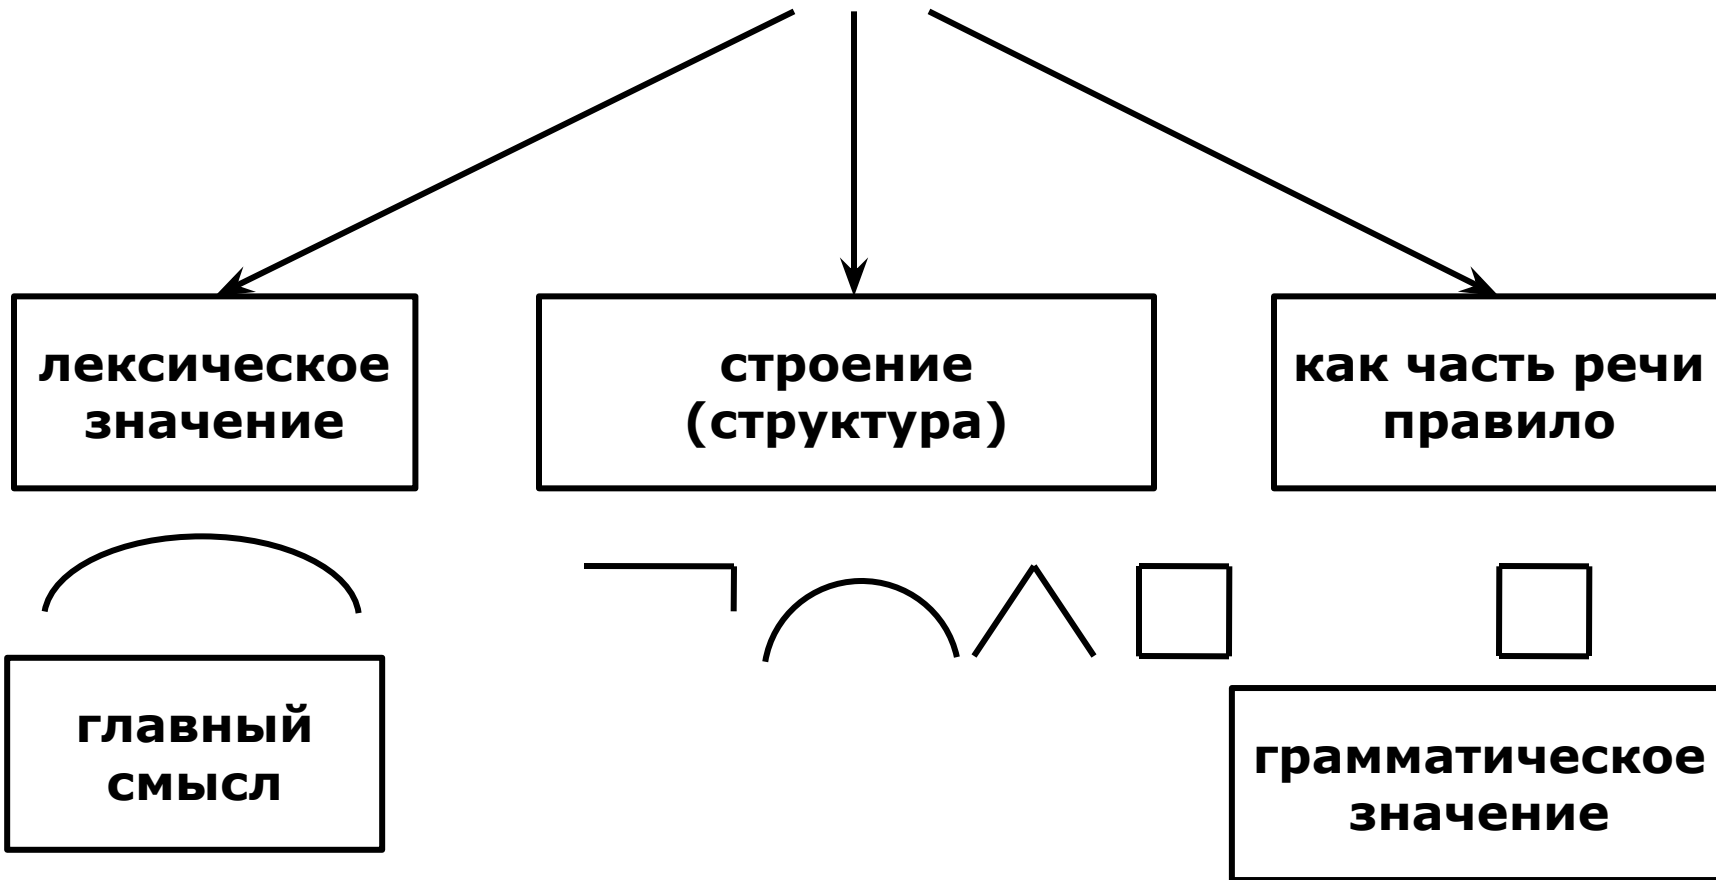 лексическое
значение
строение
(структура)
как часть речи
правило
главный
смысл
грамматическое
значение